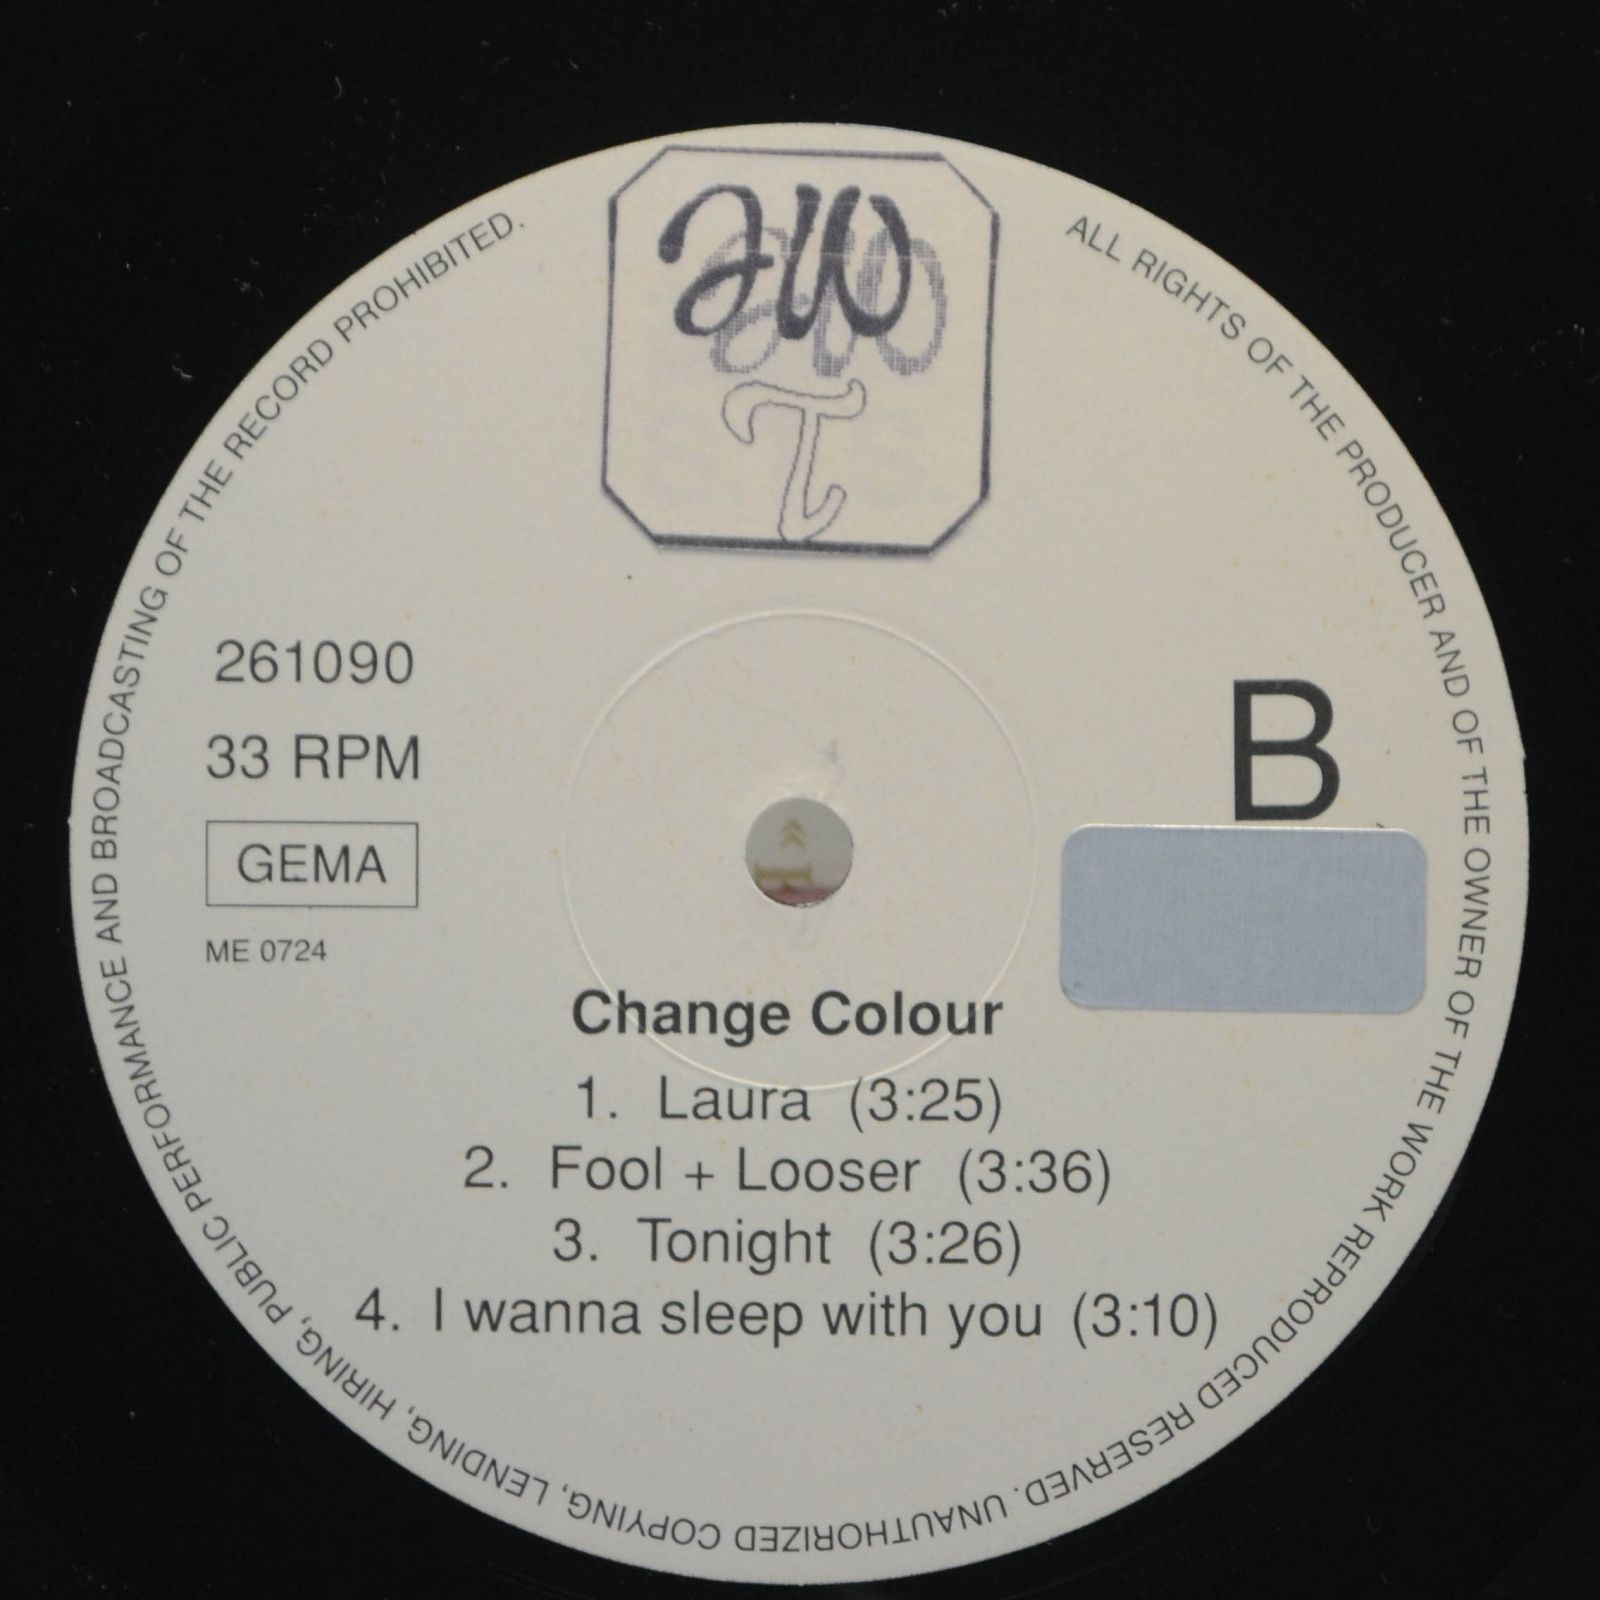 ALL RIGHTS OF THE PRODUCER AND OF THE OWNER OF THE WORK REPRODUCED RESERVED. UNAUTHORIZED COPYING, LENDING, HIRING, PUBLIC PERFORMANCE AND BROADCASTING OF THE RECORD PROHIBITED.
261090
33 RPM
GEMA
ME 0724
B
Change Colour
1. Laura (3:25)
2. Fool + Looser (3:36)
3. Tonight (3:26)
4. I wanna sleep with you (3:10)